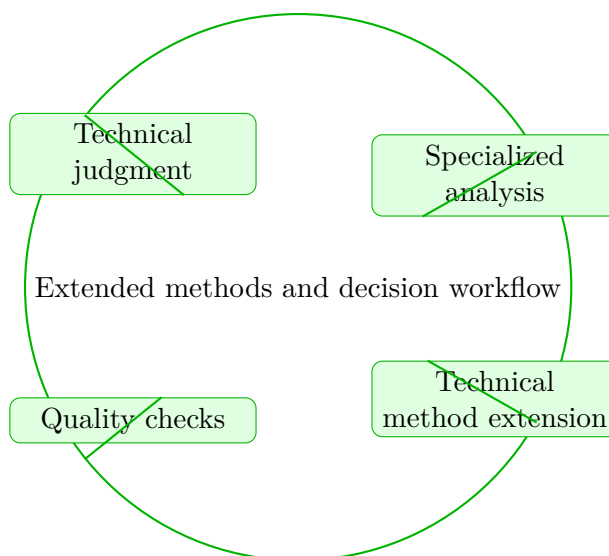 Technical
judgment
Specialized
analysis
Extended methods and decision workflow
Technical
method extension
Quality checks